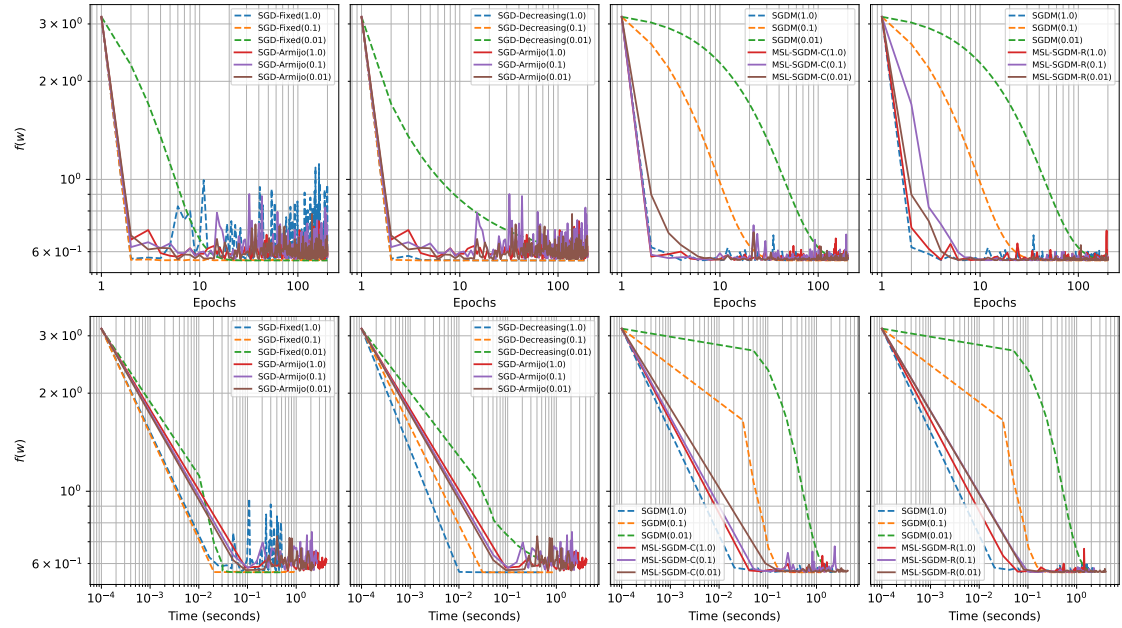 3 × 10⁰
2 × 10⁰
10⁰
6 × 10⁻¹
f(w)
SGD-Fixed(1.0)
SGD-Fixed(0.1)
SGD-Fixed(0.01)
SGD-Armijo(1.0)
SGD-Armijo(0.1)
SGD-Armijo(0.01)
1 10 100
Epochs
SGD-Decreasing(1.0)
SGD-Decreasing(0.1)
SGD-Decreasing(0.01)
SGD-Armijo(1.0)
SGD-Armijo(0.1)
SGD-Armijo(0.01)
1 10 100
Epochs
SGDM(1.0)
SGDM(0.1)
SGDM(0.01)
MSL-SGDM-C(1.0)
MSL-SGDM-C(0.1)
MSL-SGDM-C(0.01)
1 10 100
Epochs
SGDM(1.0)
SGDM(0.1)
SGDM(0.01)
MSL-SGDM-R(1.0)
MSL-SGDM-R(0.1)
MSL-SGDM-R(0.01)
1 10 100
Epochs
3 × 10⁰
2 × 10⁰
10⁰
6 × 10⁻¹
f(w)
SGD-Fixed(1.0)
SGD-Fixed(0.1)
SGD-Fixed(0.01)
SGD-Armijo(1.0)
SGD-Armijo(0.1)
SGD-Armijo(0.01)
10⁻⁴ 10⁻³ 10⁻² 10⁻¹ 10⁰
Time (seconds)
SGD-Decreasing(1.0)
SGD-Decreasing(0.1)
SGD-Decreasing(0.01)
SGD-Armijo(1.0)
SGD-Armijo(0.1)
SGD-Armijo(0.01)
10⁻⁴ 10⁻³ 10⁻² 10⁻¹ 10⁰
Time (seconds)
SGDM(1.0)
SGDM(0.1)
SGDM(0.01)
MSL-SGDM-C(1.0)
MSL-SGDM-C(0.1)
MSL-SGDM-C(0.01)
10⁻⁴ 10⁻³ 10⁻² 10⁻¹ 10⁰
Time (seconds)
SGDM(1.0)
SGDM(0.1)
SGDM(0.01)
MSL-SGDM-R(1.0)
MSL-SGDM-R(0.1)
MSL-SGDM-R(0.01)
10⁻⁴ 10⁻³ 10⁻² 10⁻¹ 10⁰
Time (seconds)